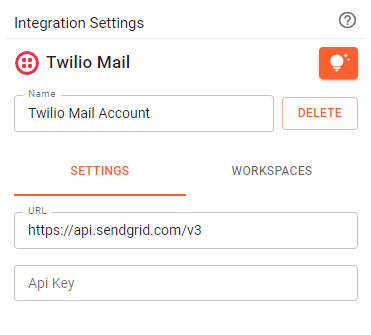 Integration Settings
Twilio Mail
Name
Twilio Mail Account
DELETE
SETTINGS
WORKSPACES
URL
https://api.sendgrid.com/v3
Api Key